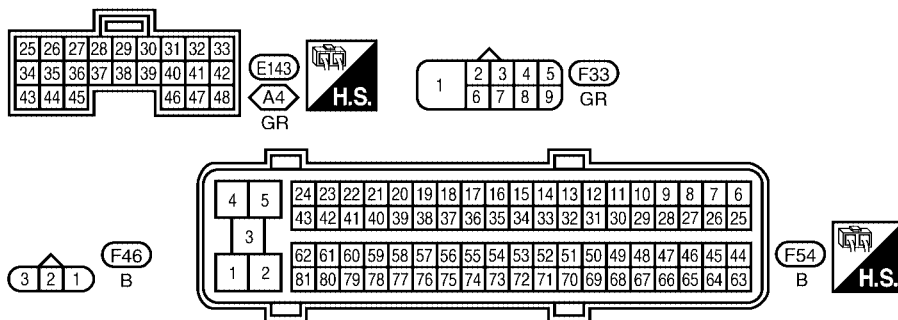 25 26 27 28 29 30 31 32 33
34 35 36 37 38 39 40 41 42
43 44 45 46 47 48
E143
A4
GR
H.S.
1 2 3 4 5
6 7 8 9
F33
GR
4 5 24 23 22 21 20 19 18 17 16 15 14 13 12 11 10 9 8 7 6
43 42 41 40 39 38 37 36 35 34 33 32 31 30 29 28 27 26 25
3
1 2 62 61 60 59 58 57 56 55 54 53 52 51 50 49 48 47 46 45 44
81 80 79 78 77 76 75 74 73 72 71 70 69 68 67 66 65 64 63
3 2 1
F46
B
F54
B
H.S.